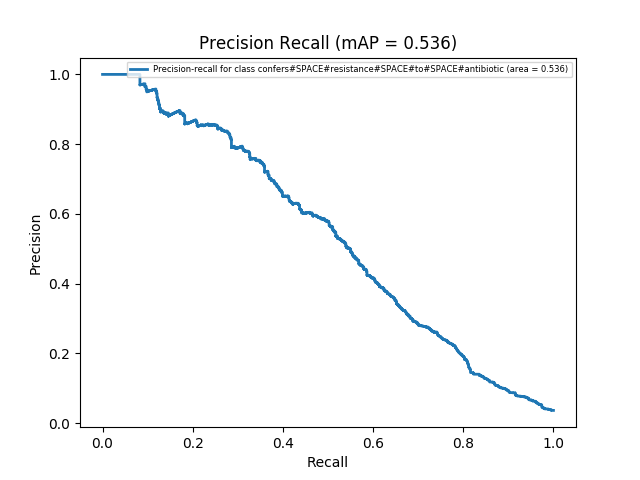 Precision Recall (mAP = 0.536)
Precision-recall for class confers#SPACE#resistance#SPACE#to#SPACE#antibiotic (area = 0.536)
1.0
0.8
0.6
0.4
0.2
0.0
Precision
0.0 0.2 0.4 0.6 0.8 1.0
Recall